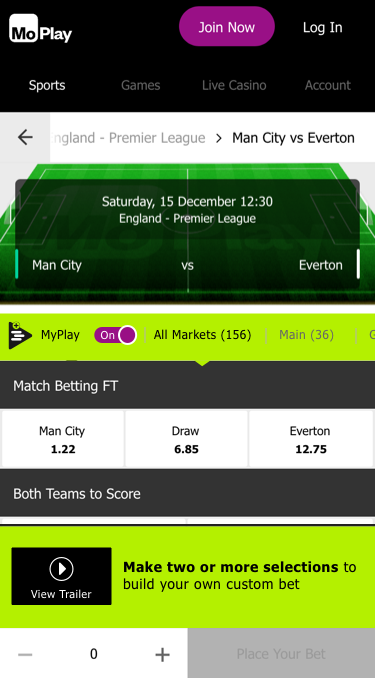 MoPlay
Join Now
Log In
Sports
Games
Live Casino
Account
ngland - Premier League > Man City vs Everton
Saturday, 15 December 12:30
England - Premier League
Man City vs Everton
MyPlay On All Markets (156) Main (36)
Match Betting FT
Man City Draw Everton
1.22 6.85 12.75
Both Teams to Score
View Trailer
Make two or more selections to
build your own custom bet
− 0 + Place Your Bet